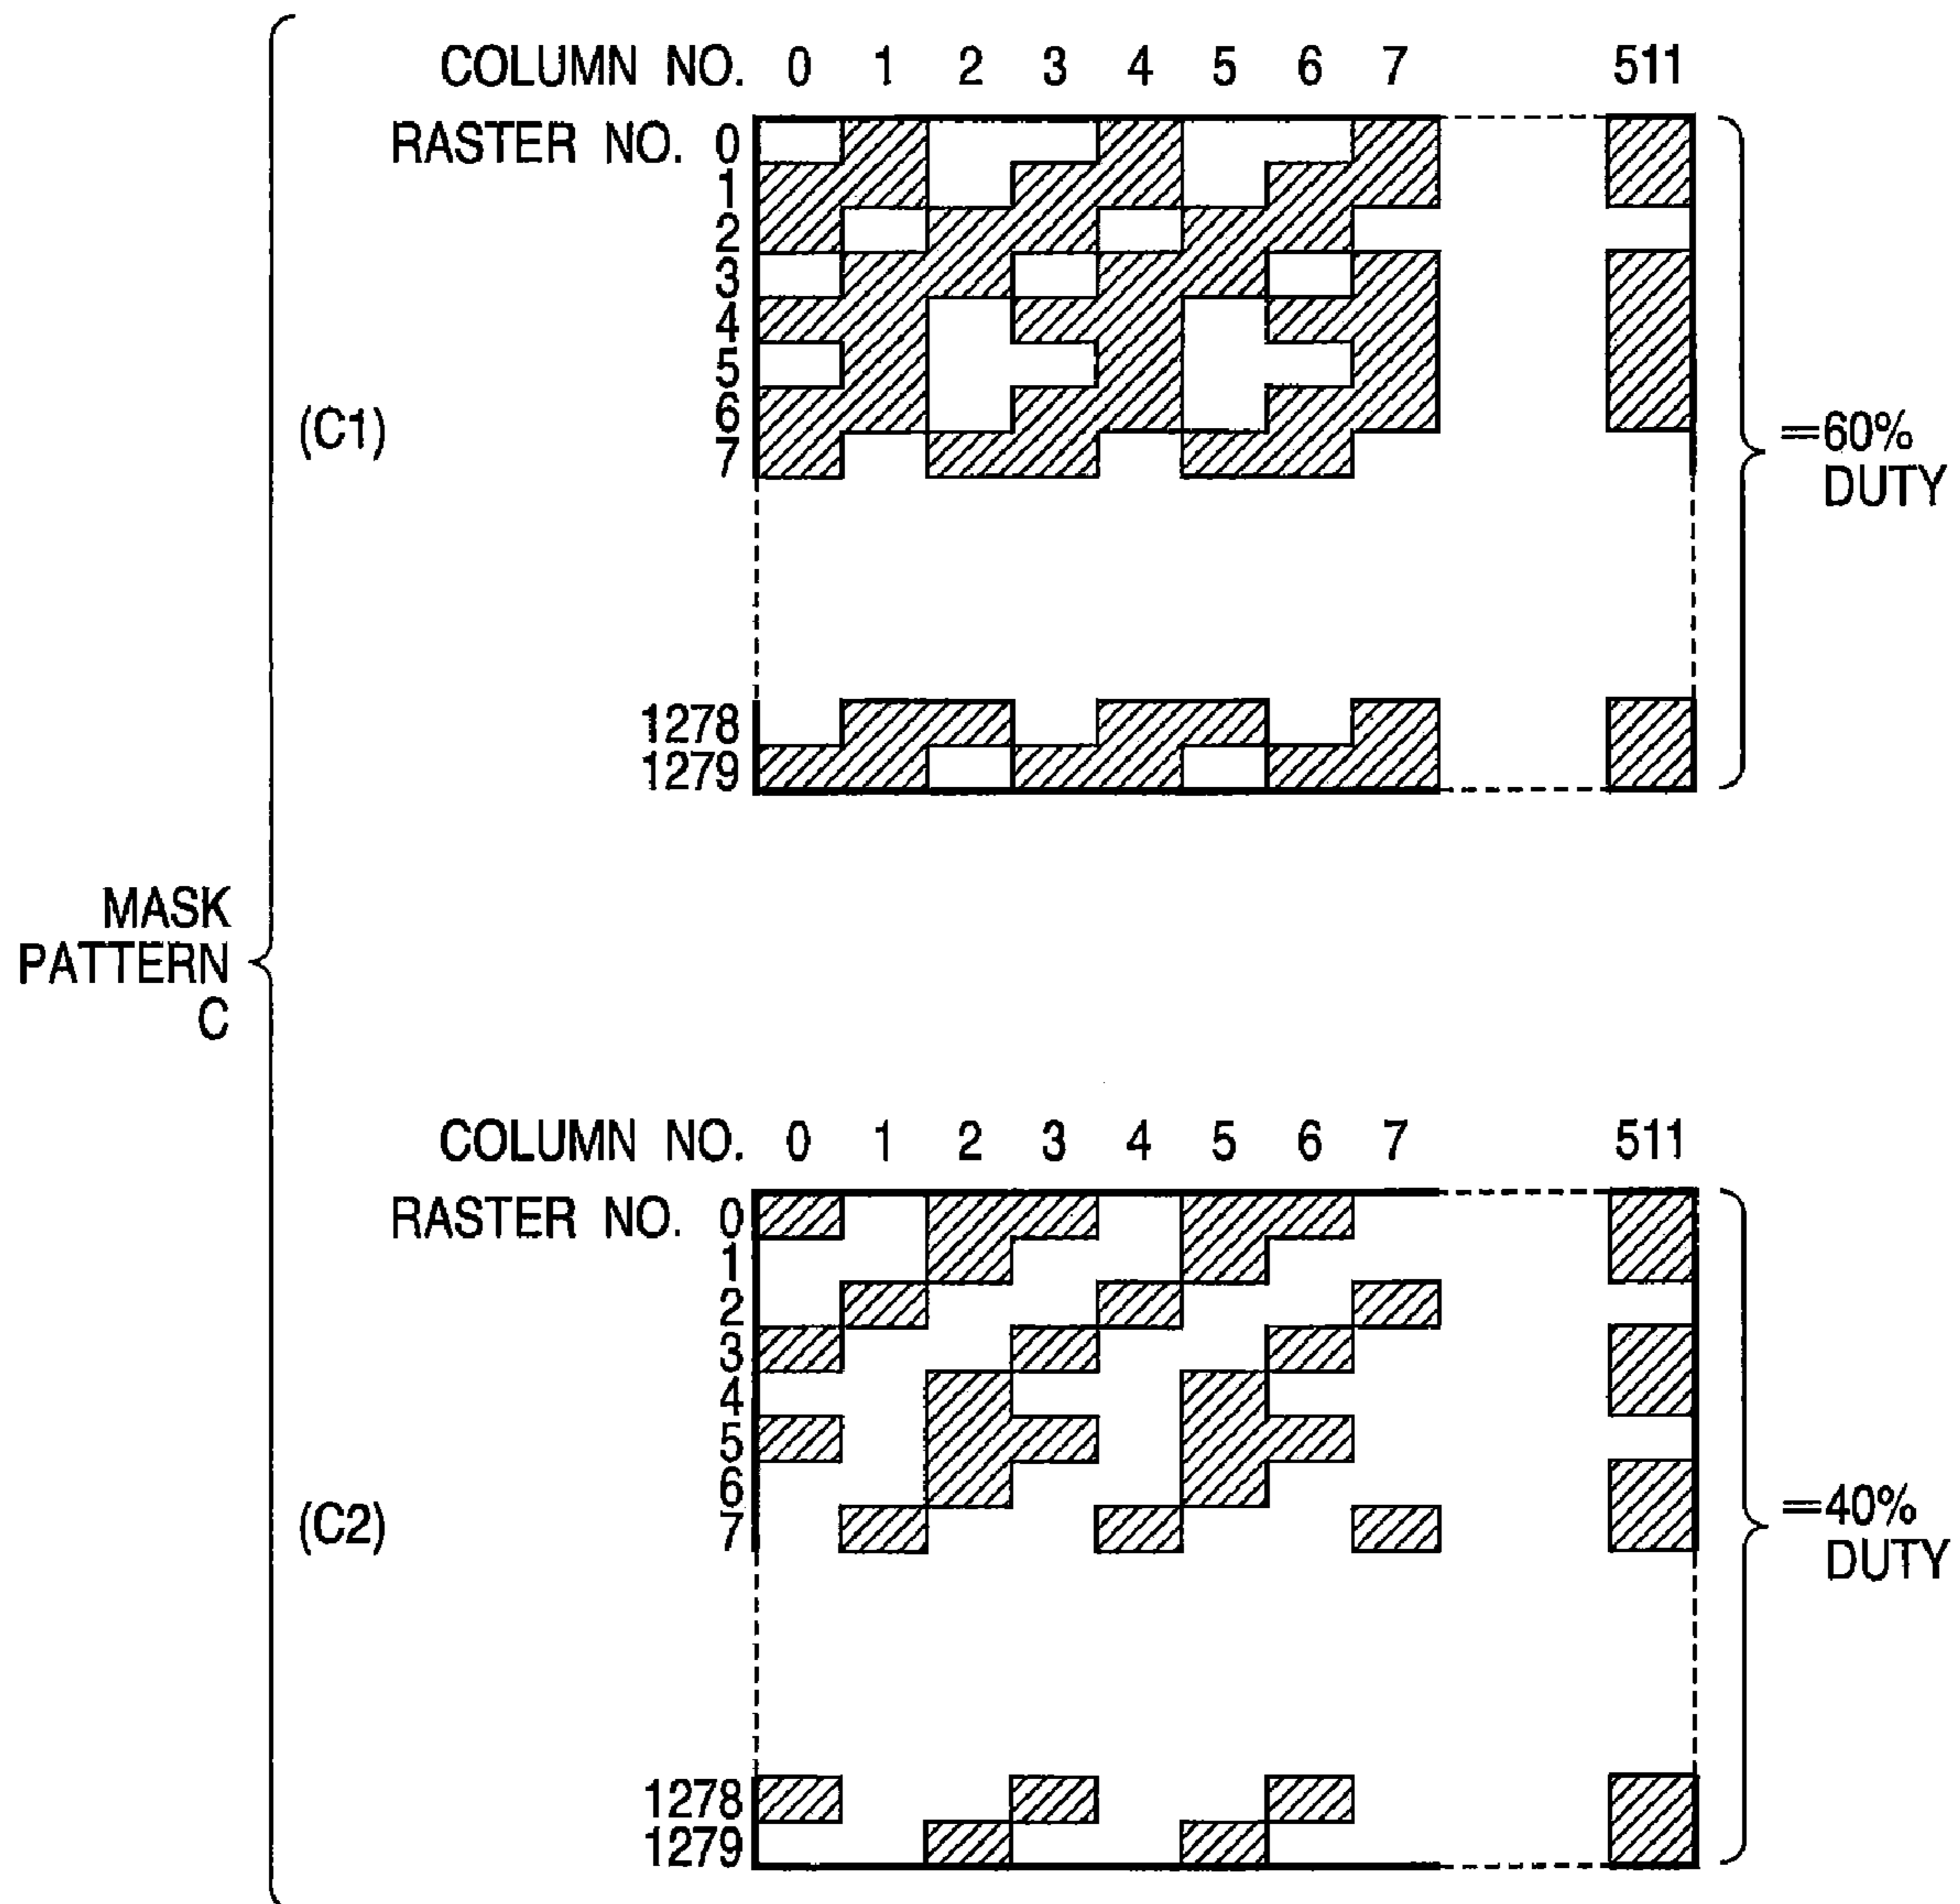 COLUMN NO. 0 1 2 3 4 5 6 7 511
RASTER NO. 0
1
2
3
4
5
6
7
(C1)
=60%
DUTY
1278
1279
MASK
PATTERN
C
COLUMN NO. 0 1 2 3 4 5 6 7 511
RASTER NO. 0
1
2
3
4
5
6
7
(C2)
=40%
DUTY
1278
1279